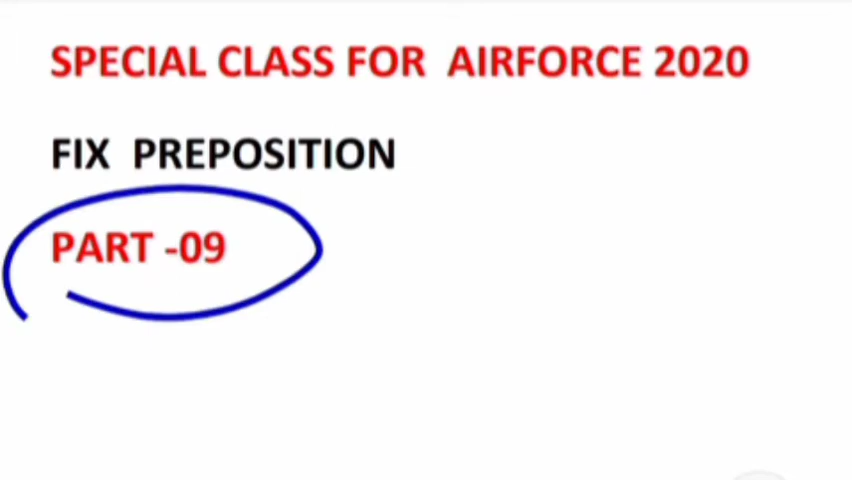 SPECIAL CLASS FOR AIRFORCE 2020
FIX PREPOSITION
PART -09